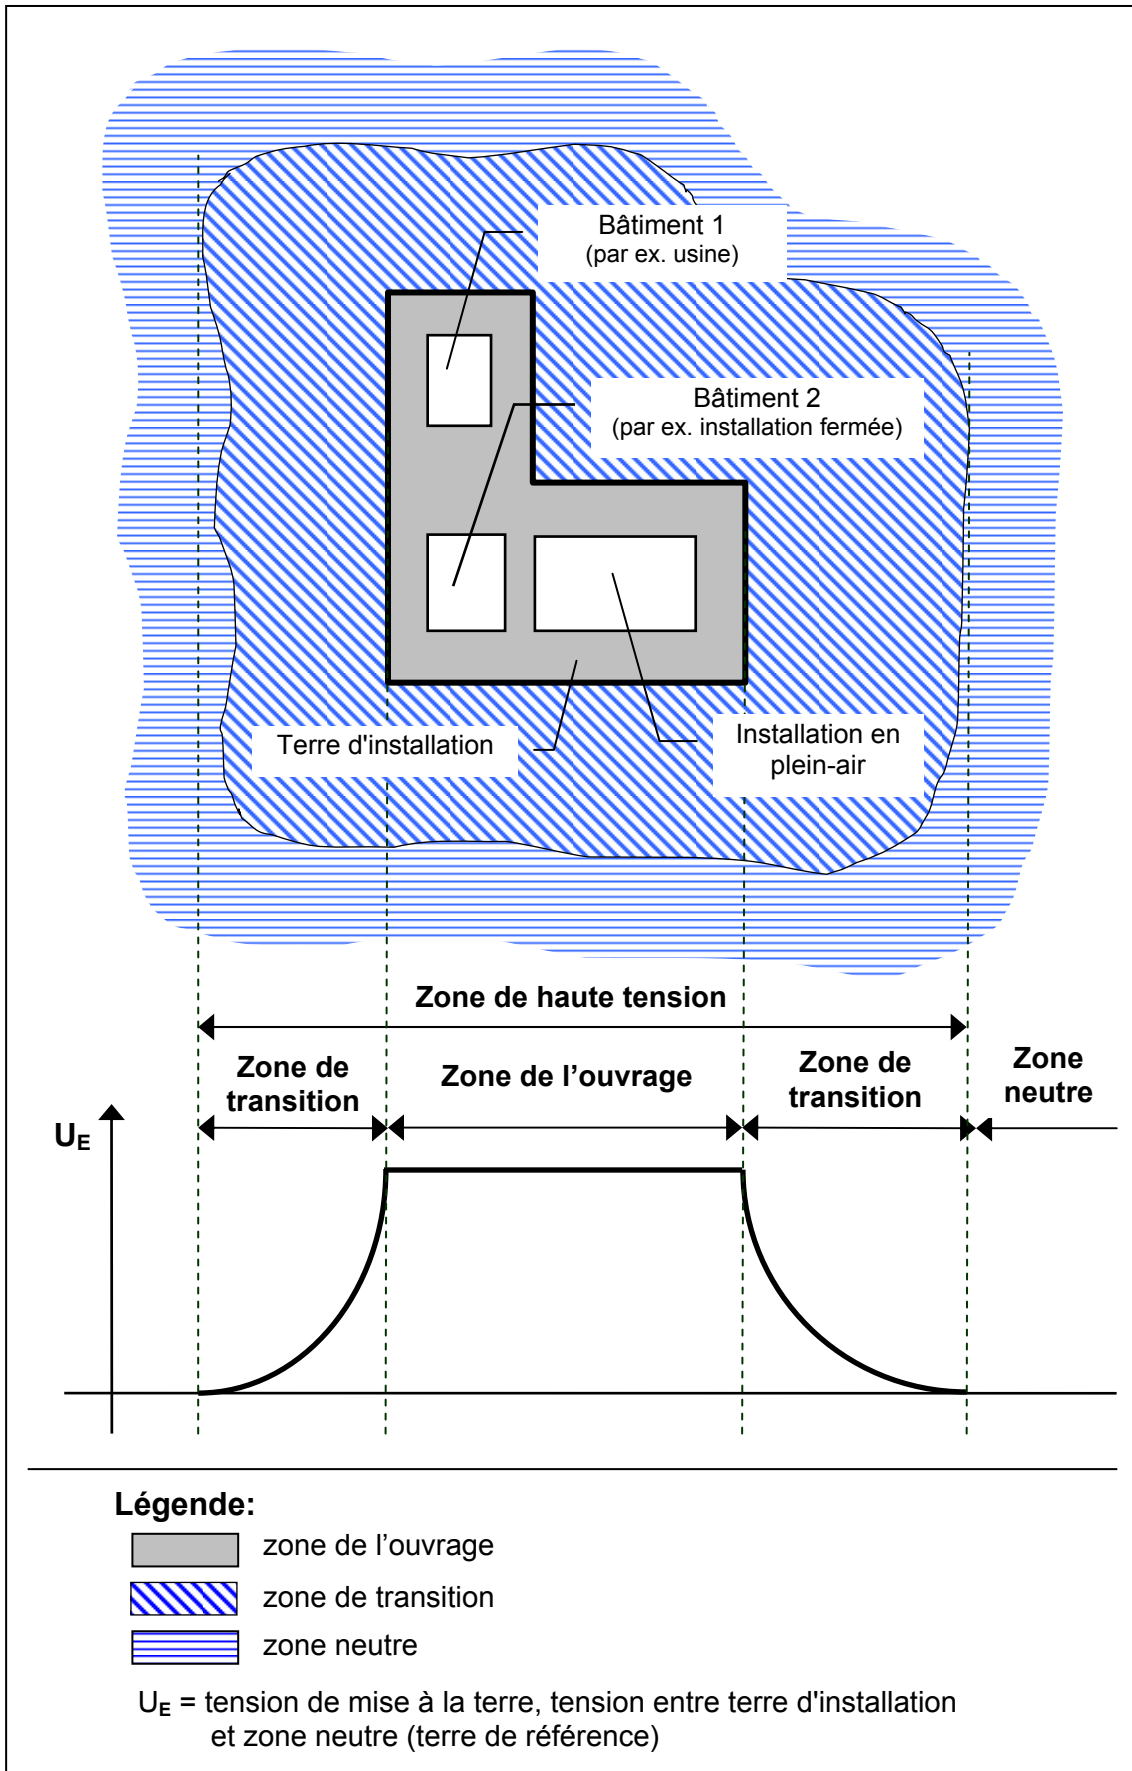 Bâtiment 1
(par ex. usine)
Bâtiment 2
(par ex. installation fermée)
Terre d'installation
Installation en
plein-air
Zone de haute tension
Zone de
transition
Zone de l’ouvrage
Zone de
transition
Zone
neutre
UE
Légende:
zone de l’ouvrage
zone de transition
zone neutre
UE = tension de mise à la terre, tension entre terre d'installation
et zone neutre (terre de référence)